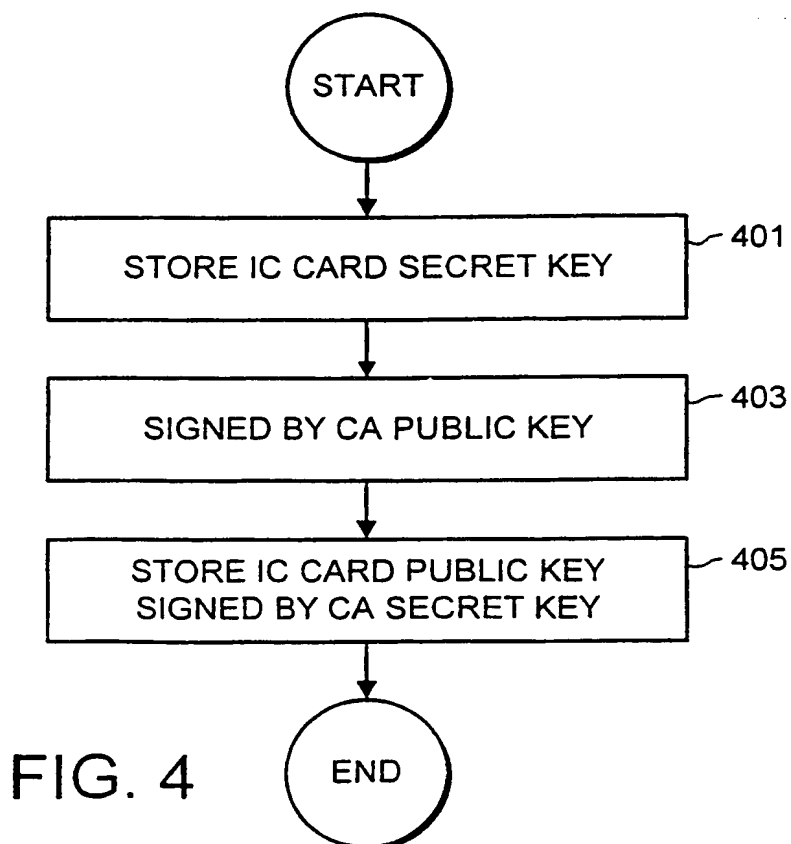 START
STORE IC CARD SECRET KEY
401
SIGNED BY CA PUBLIC KEY
403
STORE IC CARD PUBLIC KEY
SIGNED BY CA SECRET KEY
405
END
FIG. 4